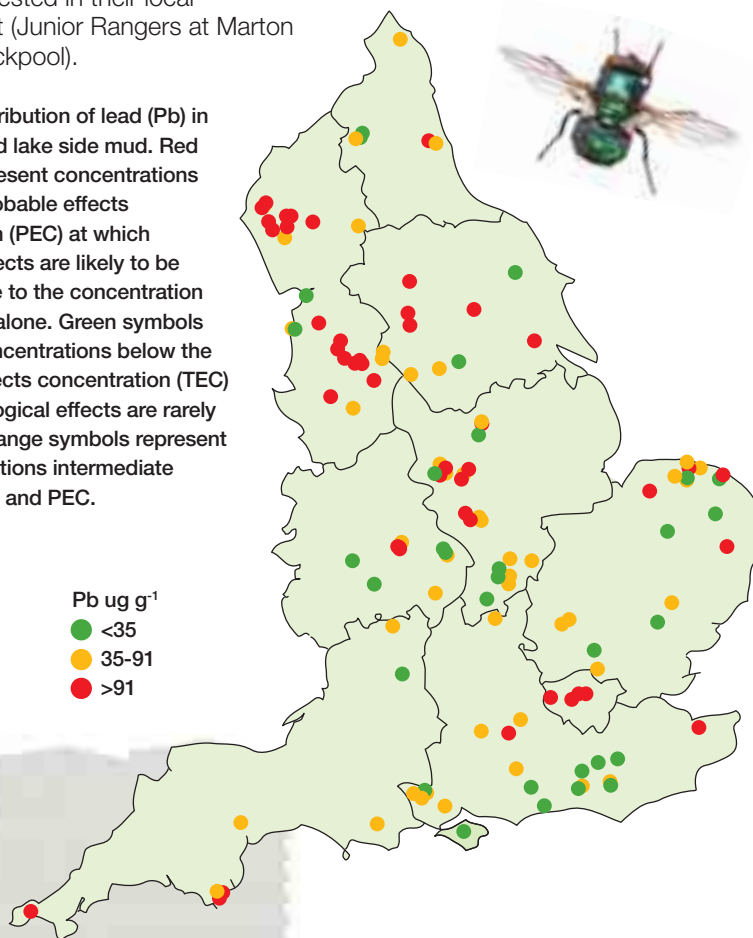 ested in their local
t (Junior Rangers at Marton
ckpool).
tribution of lead (Pb) in
d lake side mud. Red
resent concentrations
obable effects
n (PEC) at which
ects are likely to be
e to the concentration
alone. Green symbols
ncentrations below the
ects concentration (TEC)
ogical effects are rarely
ange symbols represent
tions intermediate
and PEC.
Pb ug g⁻¹
<35
35-91
>91